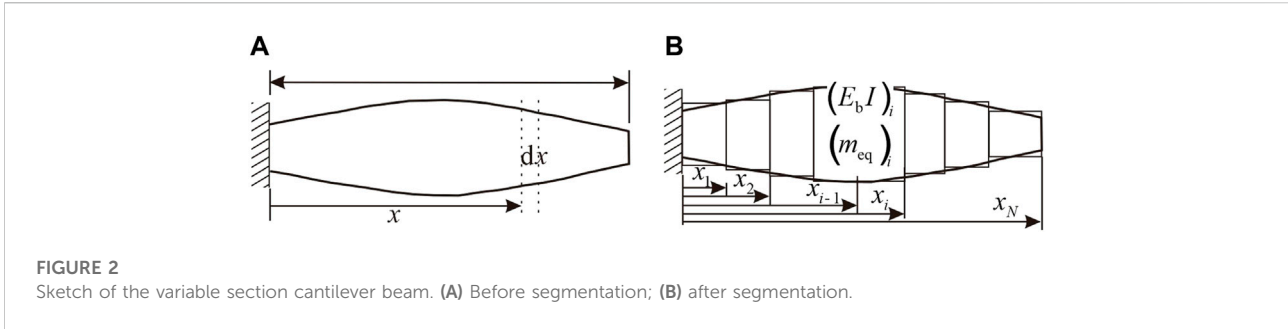 A
B
(E_b I)_i
(m_eq)_i
dx
x
x_1
x_2
x_{i-1}
x_i
x_N
FIGURE 2
Sketch of the variable section cantilever beam. (A) Before segmentation; (B) after segmentation.